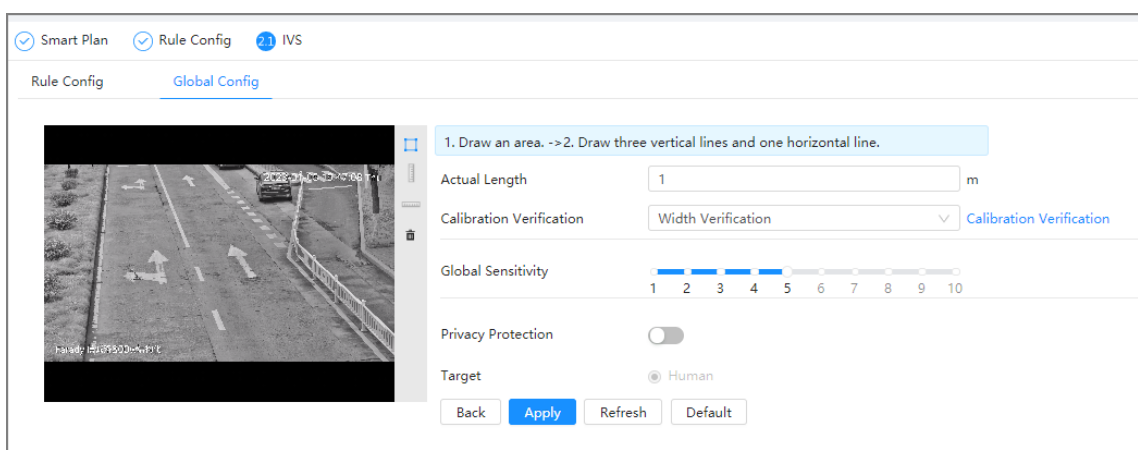 Smart Plan Rule Config 2.1 IVS
Rule Config Global Config
1. Draw an area. ->2. Draw three vertical lines and one horizontal line.
Actual Length 1 m
Calibration Verification Width Verification Calibration Verification
Global Sensitivity
1 2 3 4 5 6 7 8 9 10
Privacy Protection
Target Human
Back Apply Refresh Default